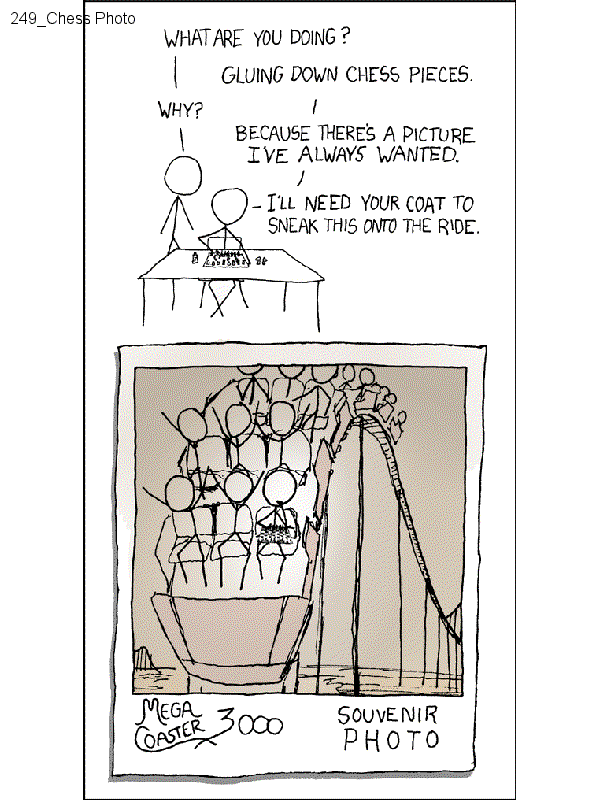 249_Chess Photo
WHAT ARE YOU DOING?
GLUING DOWN CHESS PIECES.
WHY?
BECAUSE THERE'S A PICTURE
I'VE ALWAYS WANTED.
I'LL NEED YOUR COAT TO
SNEAK THIS ONTO THE RIDE.
MEGA
COASTER 3000
SOUVENIR
PHOTO